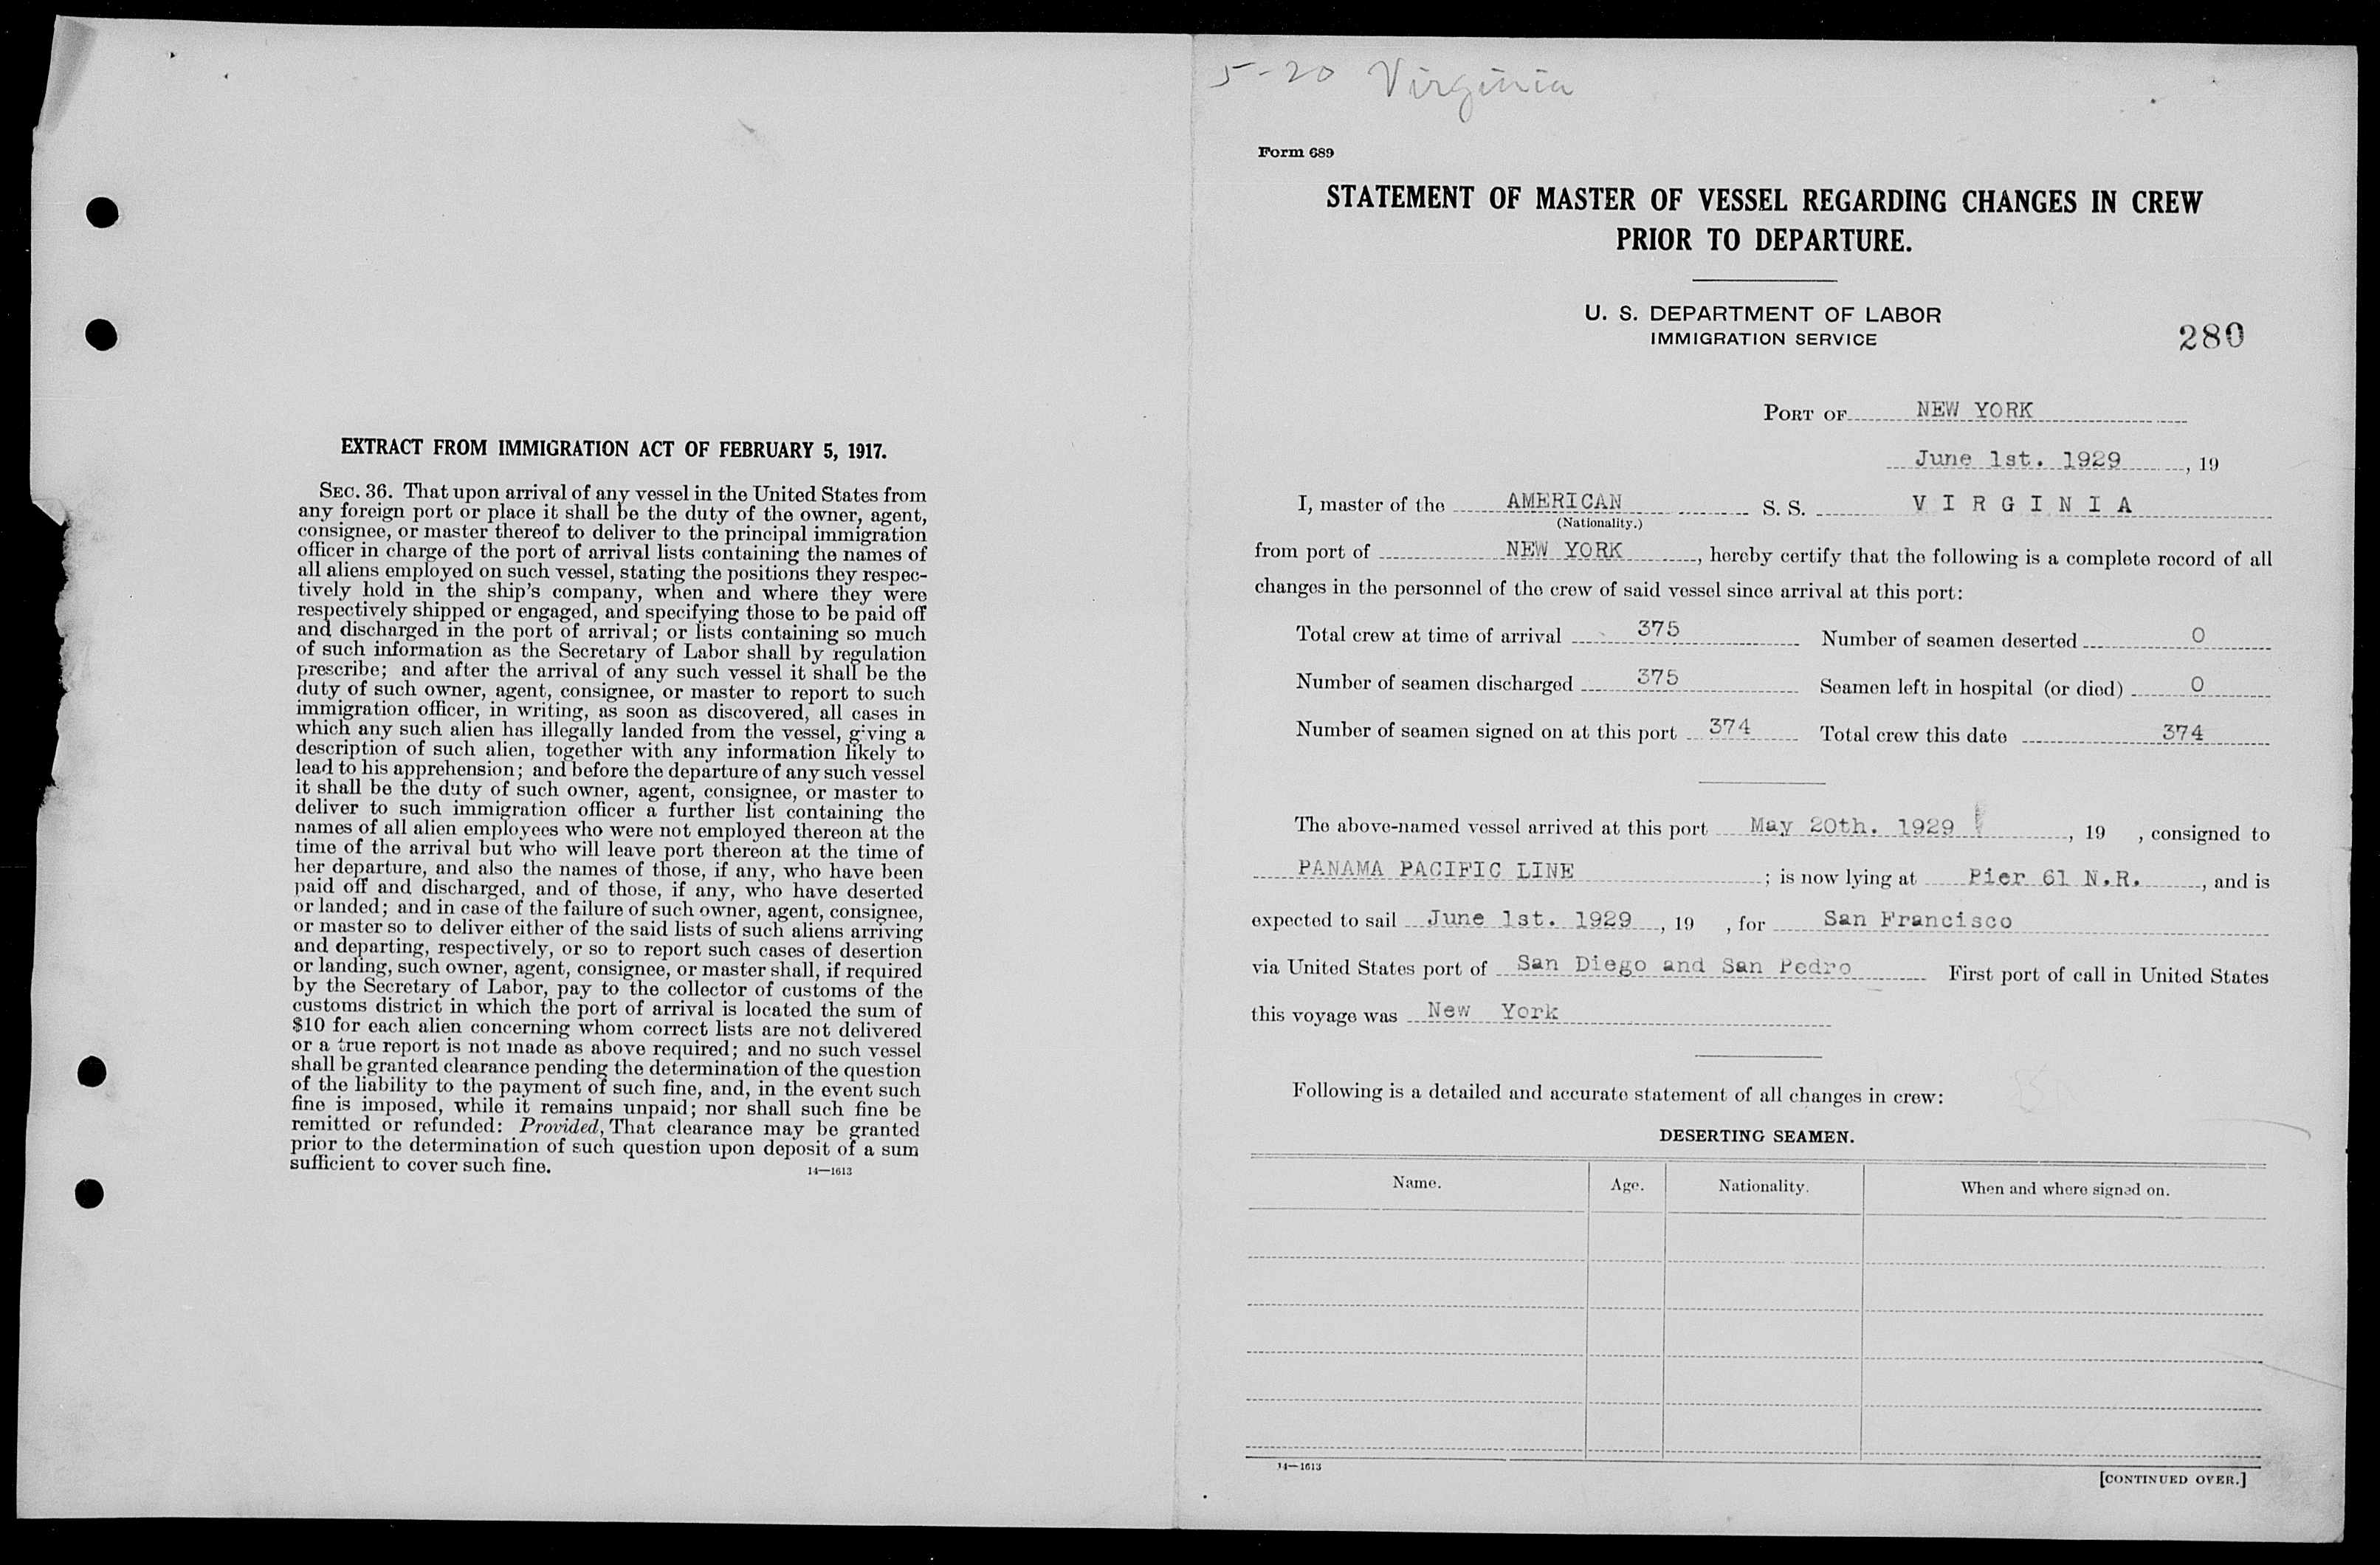 EXTRACT FROM IMMIGRATION ACT OF FEBRUARY 5, 1917.
SEC. 36. That upon arrival of any vessel in the United States from
any foreign port or place it shall be the duty of the owner, agent,
consignee, or master thereof to deliver to the principal immigration
officer in charge of the port of arrival lists containing the names of
all aliens employed on such vessel, stating the positions they respec-
tively hold in the ship's company, when and where they were
respectively shipped or engaged, and specifying those to be paid off
and discharged in the port of arrival; or lists containing so much
of such information as the Secretary of Labor shall by regulation
prescribe; and after the arrival of any such vessel it shall be the
duty of such owner, agent, consignee, or master to report to such
immigration officer, in writing, as soon as discovered, all cases in
which any such alien has illegally landed from the vessel, giving a
description of such alien, together with any information likely to
lead to his apprehension; and before the departure of any such vessel
it shall be the duty of such owner, agent, consignee, or master to
deliver to such immigration officer a further list containing the
names of all alien employees who were not employed thereon at the
time of the arrival but who will leave port thereon at the time of
her departure, and also the names of those, if any, who have been
paid off and discharged, and of those, if any, who have deserted
or landed; and in case of the failure of such owner, agent, consignee,
or master so to deliver either of the said lists of such aliens arriving
and departing, respectively, or so to report such cases of desertion
or landing, such owner, agent, consignee, or master shall, if required
by the Secretary of Labor, pay to the collector of customs of the
customs district in which the port of arrival is located the sum of
$10 for each alien concerning whom correct lists are not delivered
or a true report is not made as above required; and no such vessel
shall be granted clearance pending the determination of the question
of the liability to the payment of such fine, and, in the event such
fine is imposed, while it remains unpaid; nor shall such fine be
remitted or refunded: Provided, That clearance may be granted
prior to the determination of such question upon deposit of a sum
sufficient to cover such fine. 14—1613
5-20 Virginia
Form 689
STATEMENT OF MASTER OF VESSEL REGARDING CHANGES IN CREW
PRIOR TO DEPARTURE.
U. S. DEPARTMENT OF LABOR
IMMIGRATION SERVICE
280
PORT OF NEW YORK
June 1st. 1929, 19
I, master of the AMERICAN S. S. V I R G I N I A
(Nationality.)
from port of NEW YORK, hereby certify that the following is a complete record of all
changes in the personnel of the crew of said vessel since arrival at this port:
Total crew at time of arrival 375 Number of seamen deserted 0
Number of seamen discharged 375 Seamen left in hospital (or died) 0
Number of seamen signed on at this port 374 Total crew this date 374
The above-named vessel arrived at this port May 20th. 1929, 19 , consigned to
PANAMA PACIFIC LINE; is now lying at Pier 61 N.R., and is
expected to sail June 1st. 1929, 19 , for San Francisco
via United States port of San Diego and San Pedro First port of call in United States
this voyage was New York
Following is a detailed and accurate statement of all changes in crew:
DESERTING SEAMEN.
Name. Age. Nationality. When and where signed on.
14—1613
[CONTINUED OVER.]